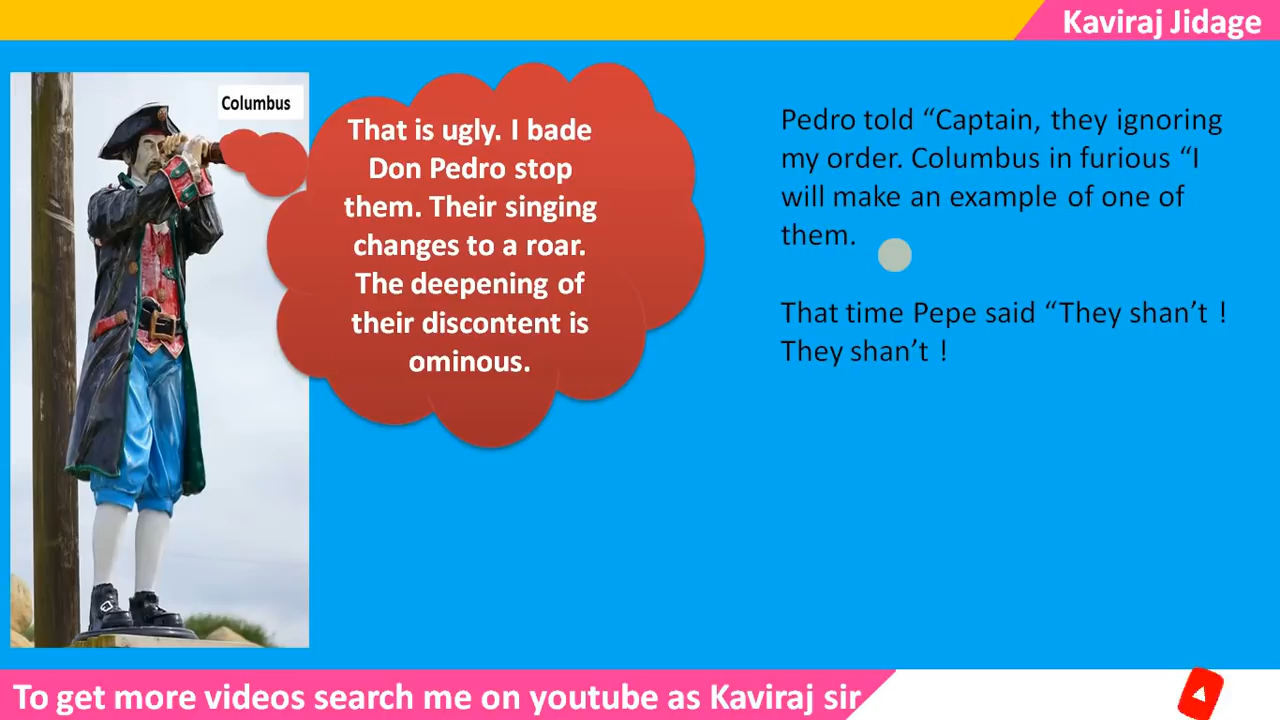 Kaviraj Jidage
Columbus
That is ugly. I bade
Don Pedro stop
them. Their singing
changes to a roar.
The deepening of
their discontent is
ominous.
Pedro told “Captain, they ignoring
my order. Columbus in furious “I
will make an example of one of
them.
That time Pepe said “They shan’t !
They shan’t !
To get more videos search me on youtube as Kaviraj sir